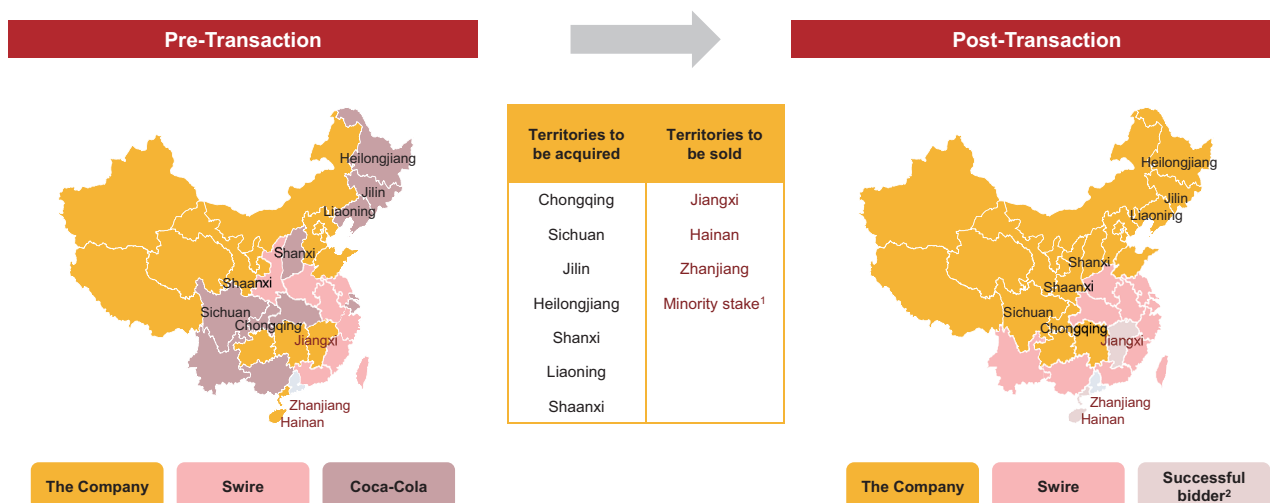 Pre-Transaction
Post-Transaction
Heilongjiang
Jilin
Liaoning
Shanxi
Shaanxi
Sichuan
Chongqing
Jiangxi
Zhanjiang
Hainan
The Company
Swire
Coca-Cola
Territories to
be acquired
Territories to
be sold
Chongqing
Jiangxi
Sichuan
Hainan
Jilin
Zhanjiang
Heilongjiang
Minority stake¹
Shanxi
Liaoning
Shaanxi
Heilongjiang
Jilin
Liaoning
Shanxi
Shaanxi
Sichuan
Chongqing
Jiangxi
Zhanjiang
Hainan
The Company
Swire
Successful
bidder²